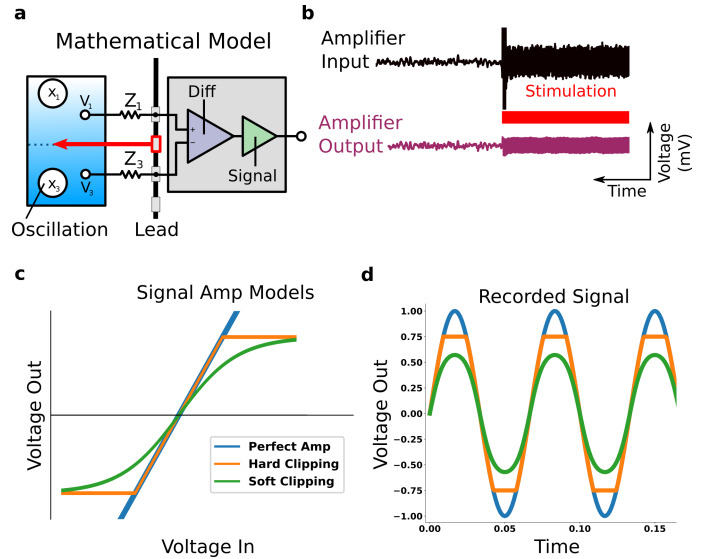 a
Mathematical Model
X1
V1
Z1
Diff
+
−
X3
V3
Z3
Signal
Oscillation
Lead
b
Amplifier
Input
Stimulation
Amplifier
Output
Voltage
(mV)
Time
c
Signal Amp Models
Voltage Out
Perfect Amp
Hard Clipping
Soft Clipping
Voltage In
d
Recorded Signal
Voltage Out
1.00
0.75
0.50
0.25
0.00
−0.25
−0.50
−0.75
−1.00
0.00
0.05
0.10
0.15
Time